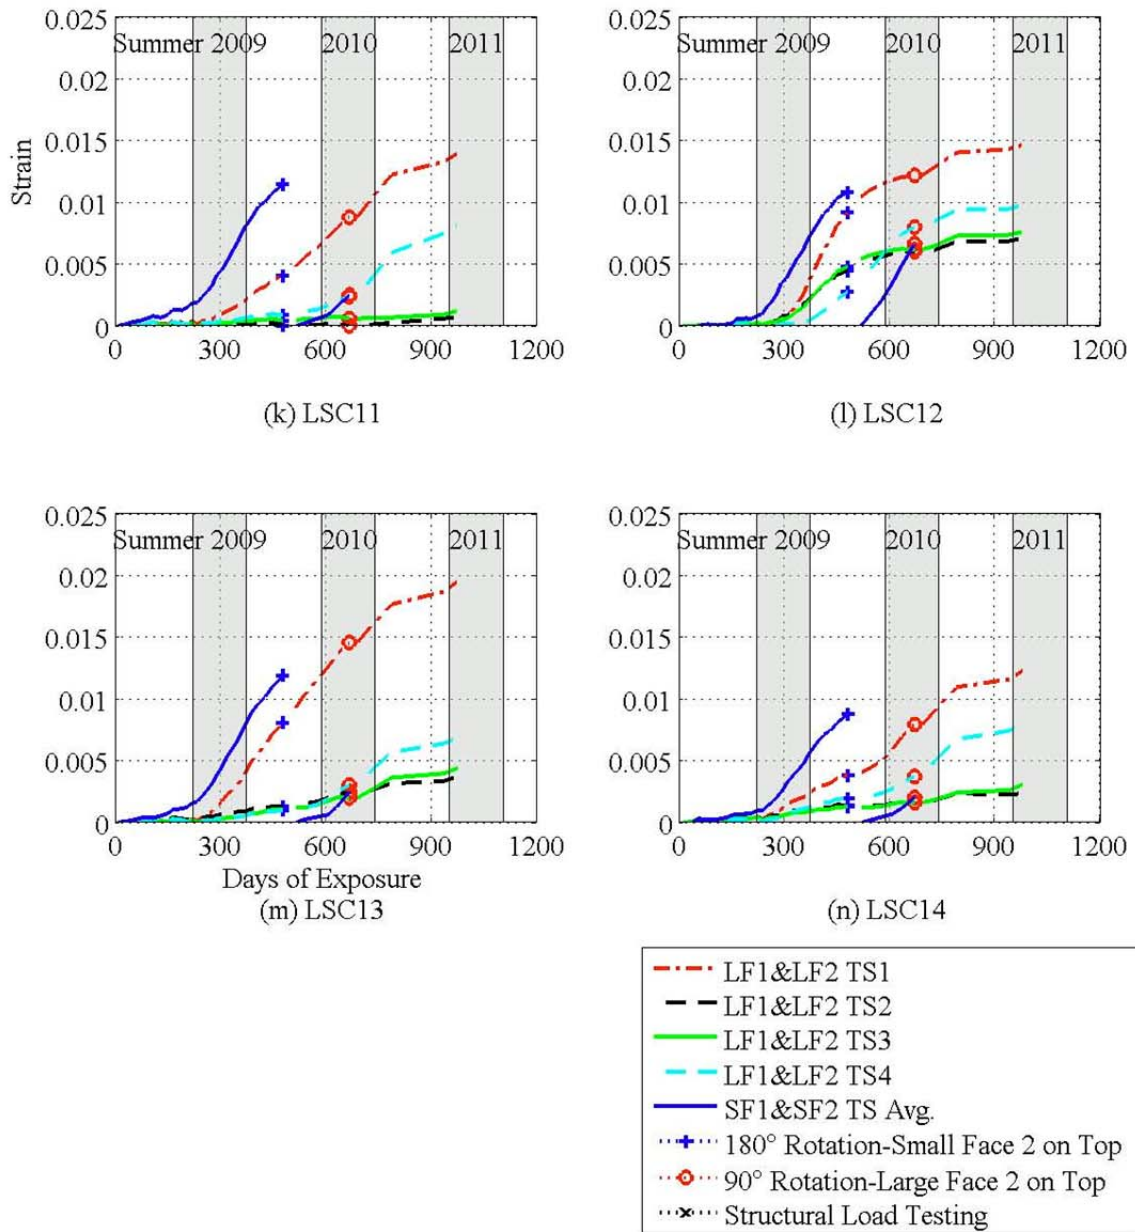 0.025
0.02
0.015
0.01
0.005
0
Strain
Summer 2009
2010
2011
0 300 600 900 1200
(k) LSC11
0.025
0.02
0.015
0.01
0.005
0
Summer 2009
2010
2011
0 300 600 900 1200
(l) LSC12
0.025
0.02
0.015
0.01
0.005
0
Summer 2009
2010
2011
0 300 600 900 1200
Days of Exposure
(m) LSC13
0.025
0.02
0.015
0.01
0.005
0
Summer 2009
2010
2011
0 300 600 900 1200
(n) LSC14
LF1&LF2 TS1
LF1&LF2 TS2
LF1&LF2 TS3
LF1&LF2 TS4
SF1&SF2 TS Avg.
180° Rotation-Small Face 2 on Top
90° Rotation-Large Face 2 on Top
Structural Load Testing